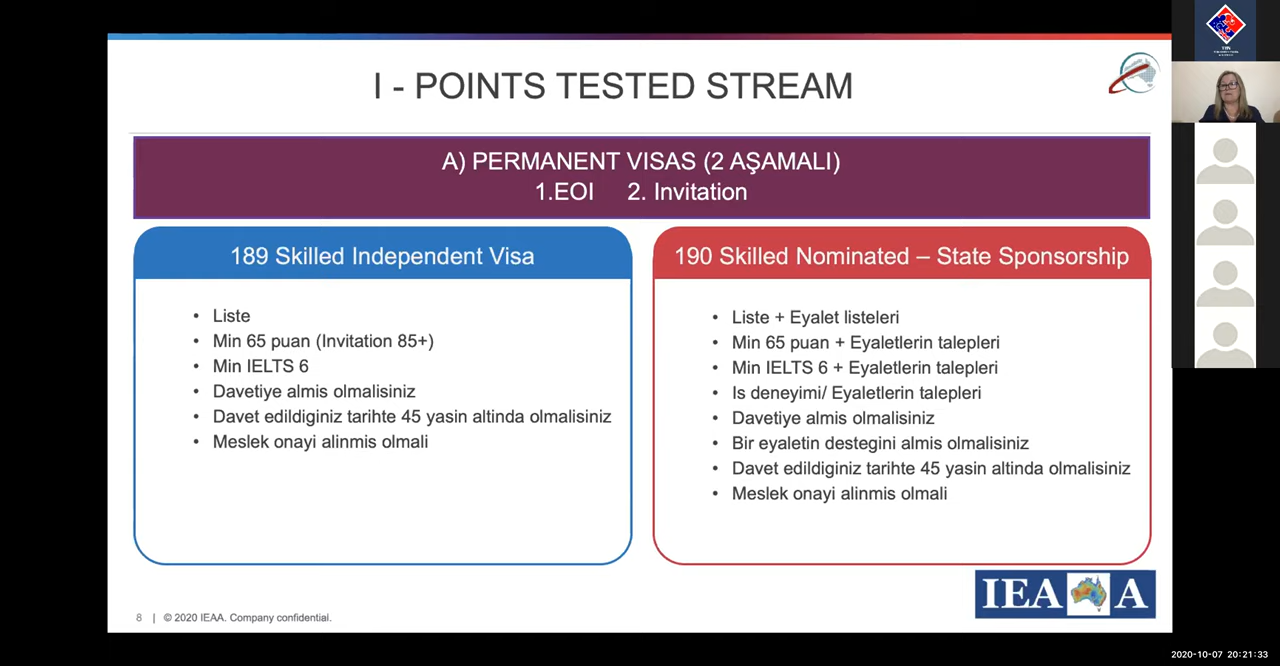 I - POINTS TESTED STREAM
A) PERMANENT VISAS (2 AŞAMALI)
1.EOI 2. Invitation
189 Skilled Independent Visa
• Liste
• Min 65 puan (Invitation 85+)
• Min IELTS 6
• Davetiye almis olmalisiniz
• Davet edildiginiz tarihte 45 yasin altinda olmalisiniz
• Meslek onayi alinmis olmali
190 Skilled Nominated – State Sponsorship
• Liste + Eyalet listeleri
• Min 65 puan + Eyaletlerin talepleri
• Min IELTS 6 + Eyaletlerin talepleri
• Is deneyimi/ Eyaletlerin talepleri
• Davetiye almis olmalisiniz
• Bir eyaletin destegini almis olmalisiniz
• Davet edildiginiz tarihte 45 yasin altinda olmalisiniz
• Meslek onayi alinmis olmali
IEAA
8 | © 2020 IEAA. Company confidential.
2020-10-07 20:21:33